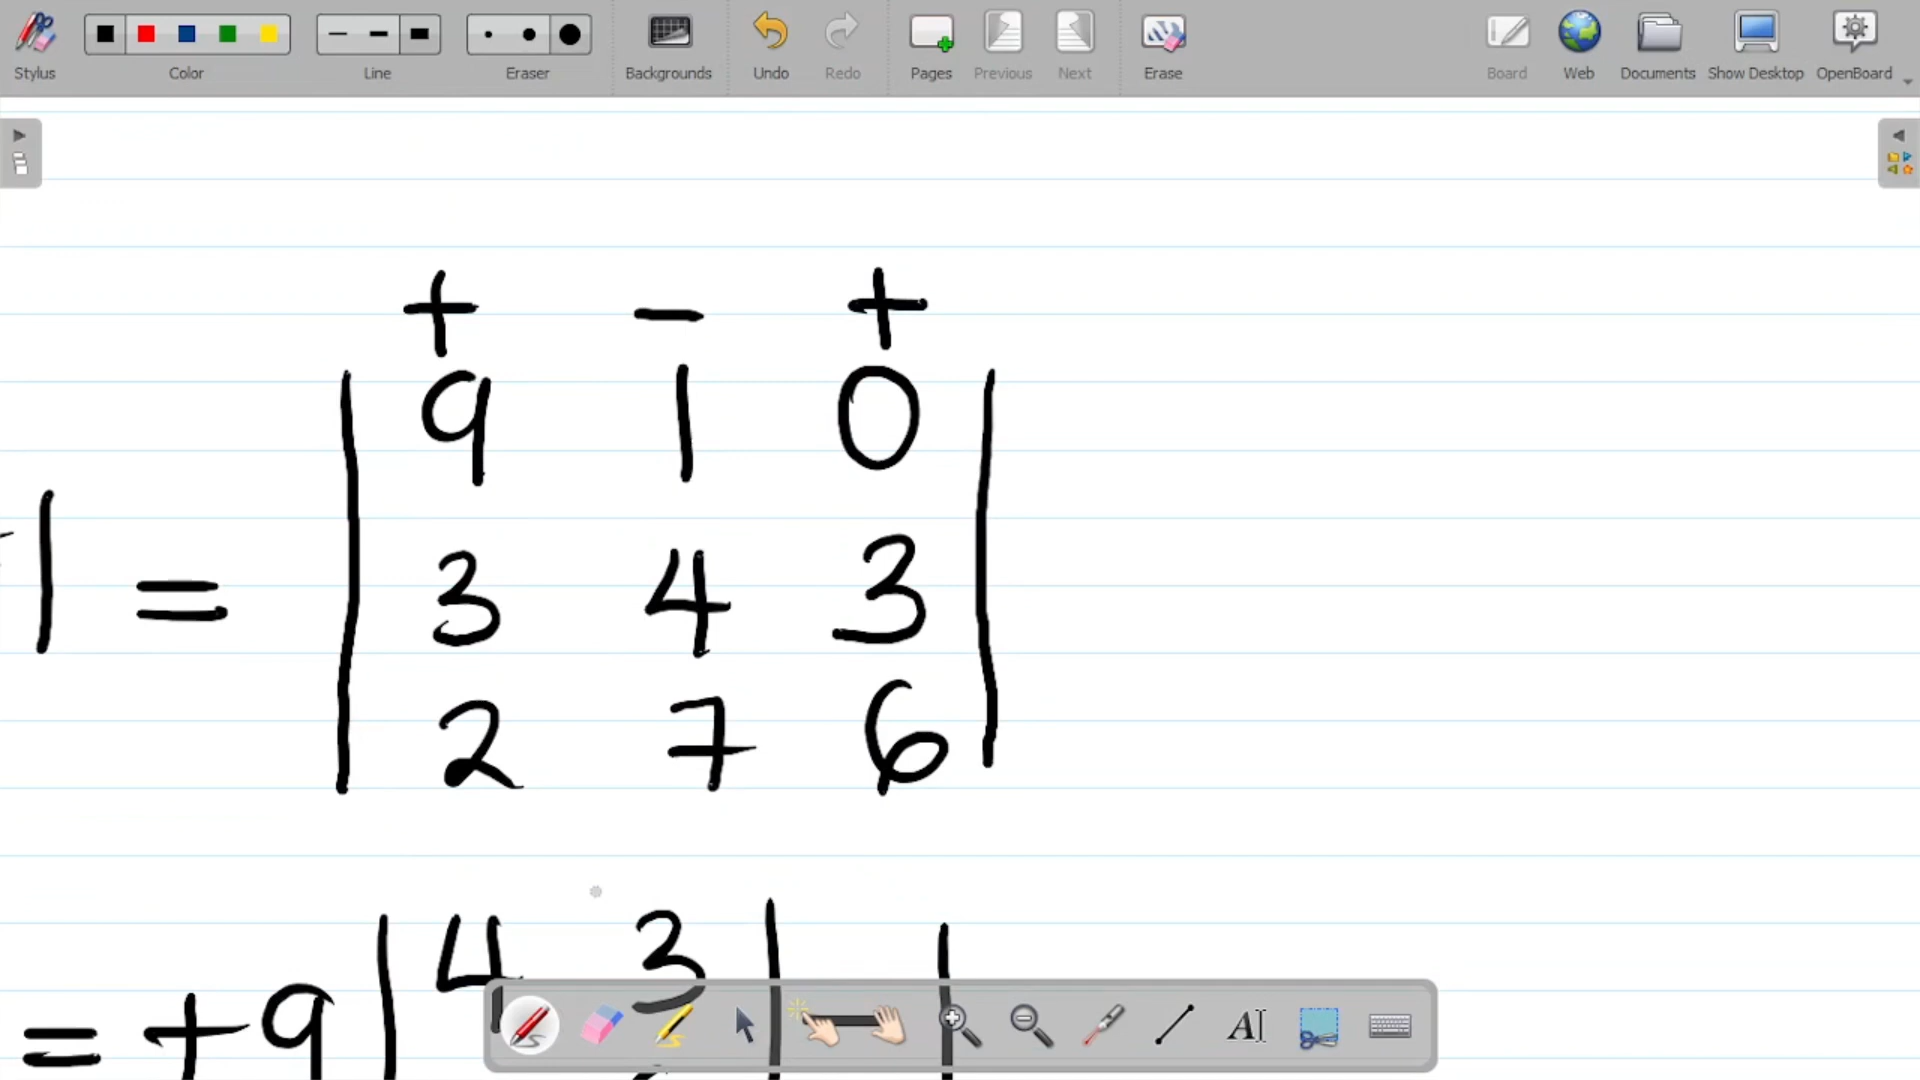 Stylus Color Line Eraser Backgrounds Undo Redo Pages Previous Next Erase Board Web Documents Show Desktop OpenBoard
+ − +
| 9 1 0 |
| = | 3 4 3 |
| 2 7 6 |
= +9 | 4 3 | − |